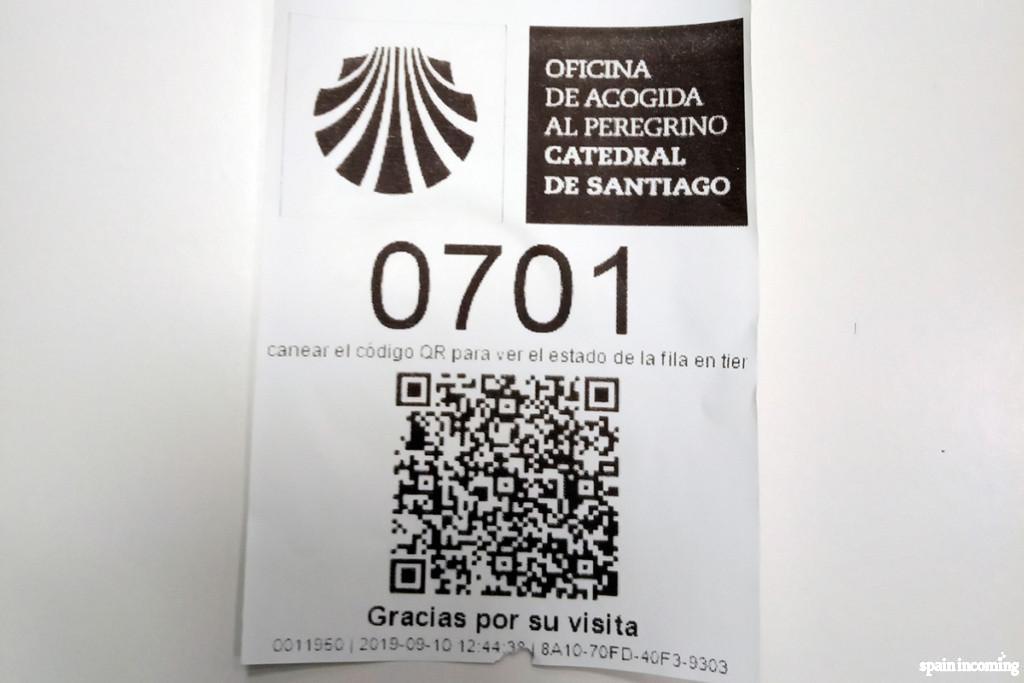 OFICINA
DE ACOGIDA
AL PEREGRINO
CATEDRAL
DE SANTIAGO
0701
canear el código QR para ver el estado de la fila en tier
Gracias por su visita
0011950 | 2019-09-10 12:44:38 | 8A10-70FD-40F3-9303
spain incoming